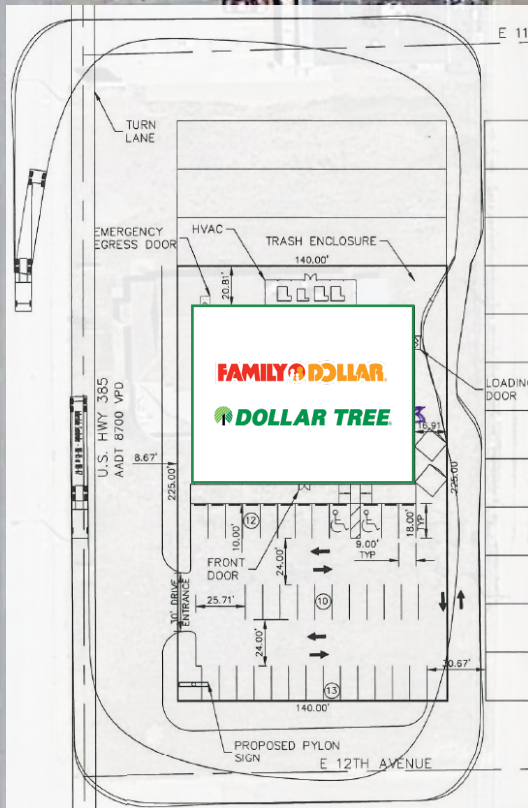 E 11
TURN
LANE
EMERGENCY
EGRESS DOOR
HVAC
TRASH ENCLOSURE
140.00'
20.81'
FAMILY DOLLAR
DOLLAR TREE
LOADING
DOOR
16.91'
U.S. HWY 385
AADT 8700 VPD
8.67'
225.00'
225.00'
12
10.00'
18.00'
TYP
9.00'
TYP
FRONT
DOOR
24.00'
30' DRIVE
ENTRANCE
25.71'
10
24.00'
13
140.00'
PROPOSED PYLON
SIGN
E 12TH AVENUE